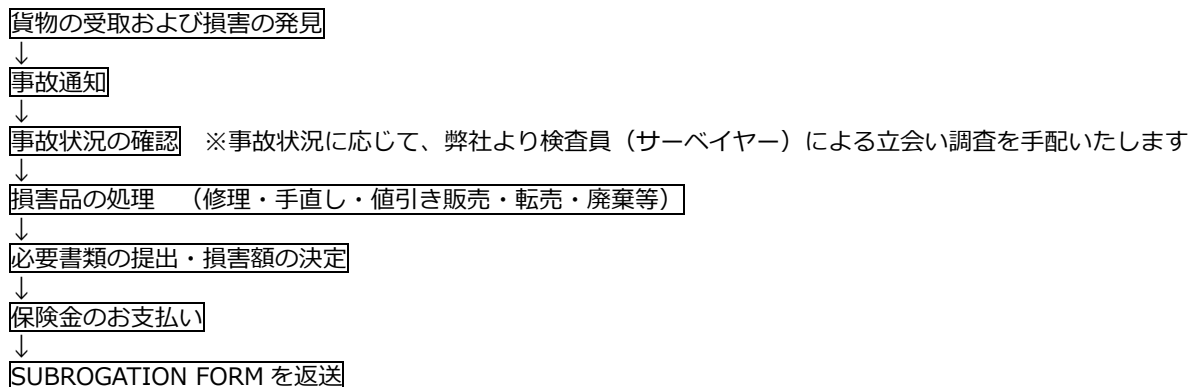 貨物の受取および損害の発見
↓
事故通知
↓
事故状況の確認　※事故状況に応じて、弊社より検査員（サーベイヤー）による立会い調査を手配いたします
↓
損害品の処理　（修理・手直し・値引き販売・転売・廃棄等）
↓
必要書類の提出・損害額の決定
↓
保険金のお支払い
↓
SUBROGATION FORM を返送